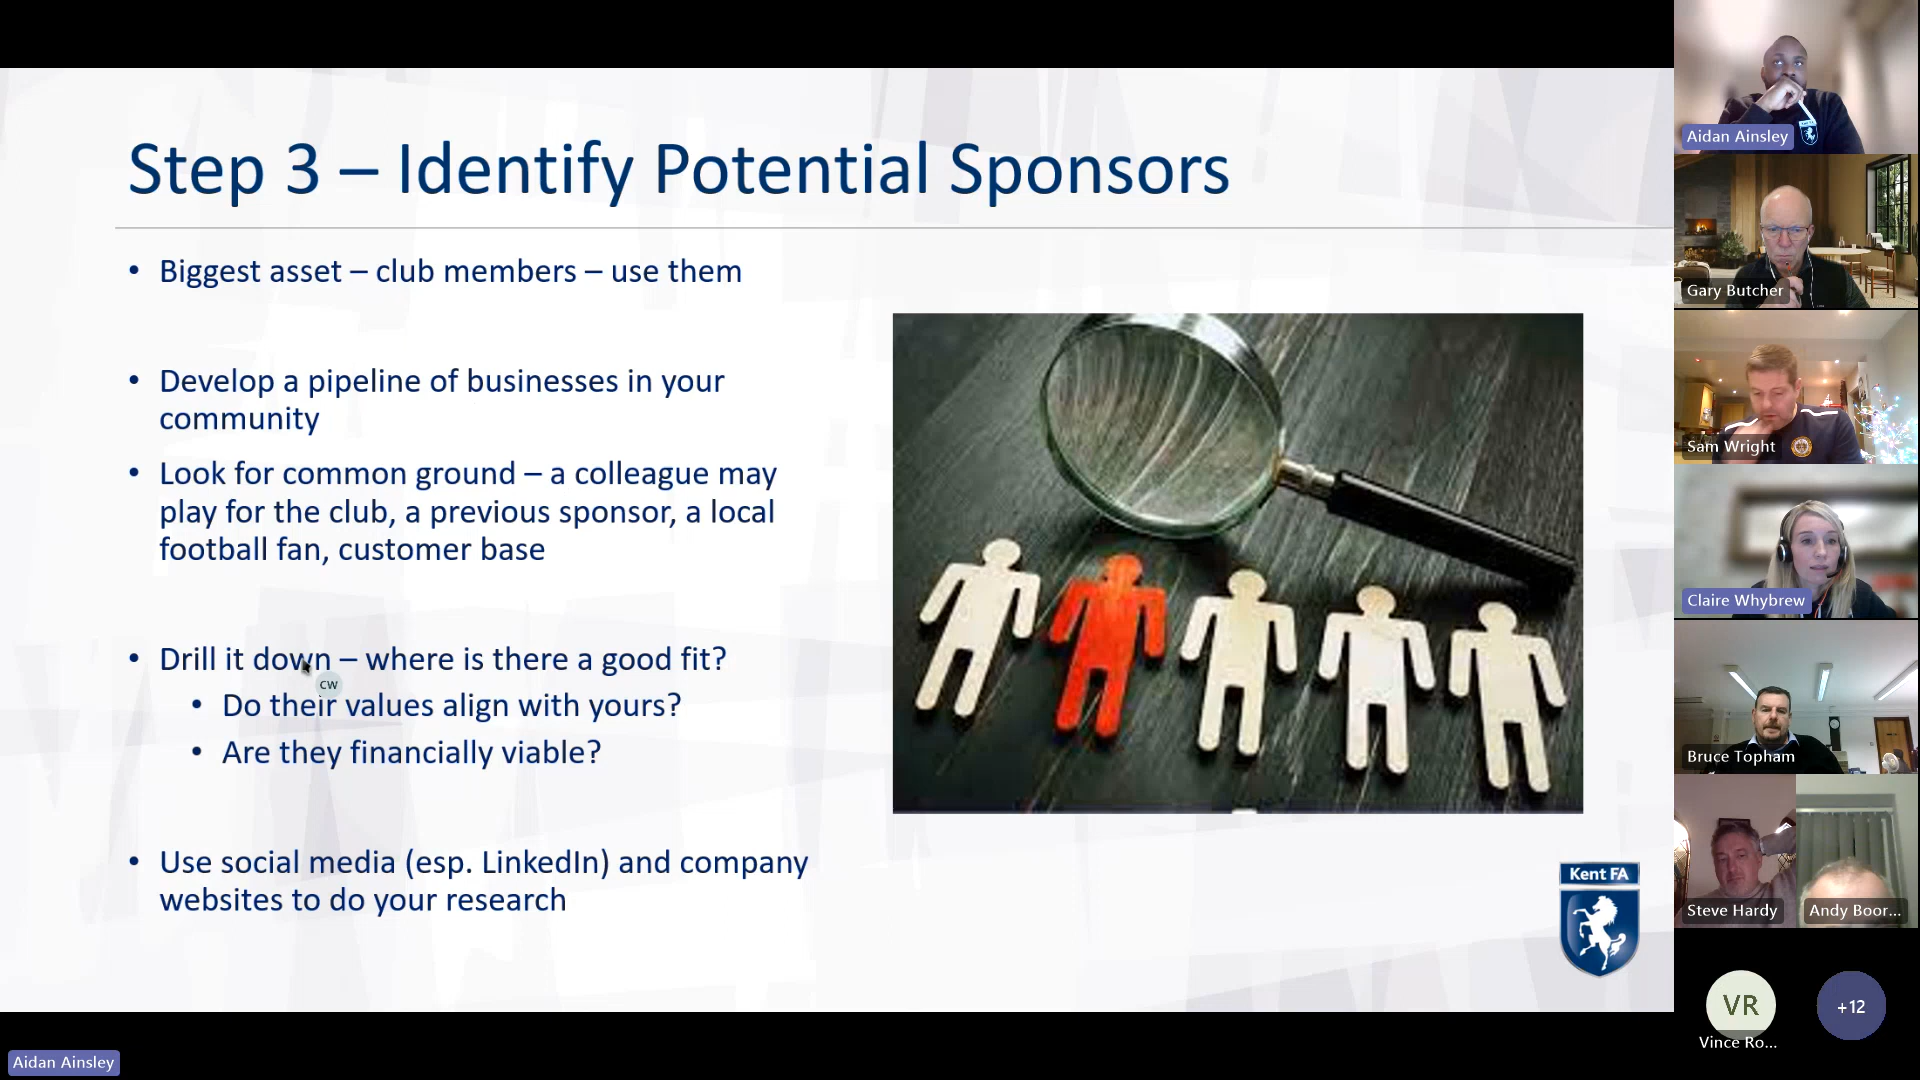 Step 3 – Identify Potential Sponsors
• Biggest asset – club members – use them
• Develop a pipeline of businesses in your
community
• Look for common ground – a colleague may
play for the club, a previous sponsor, a local
football fan, customer base
• Drill it down – where is there a good fit?
CW
• Do their values align with yours?
• Are they financially viable?
• Use social media (esp. LinkedIn) and company
websites to do your research
Kent FA
Aidan Ainsley
Gary Butcher
Sam Wright
Claire Whybrew
Bruce Topham
Steve Hardy
Andy Boor...
VR
Vince Ro...
+12
Aidan Ainsley